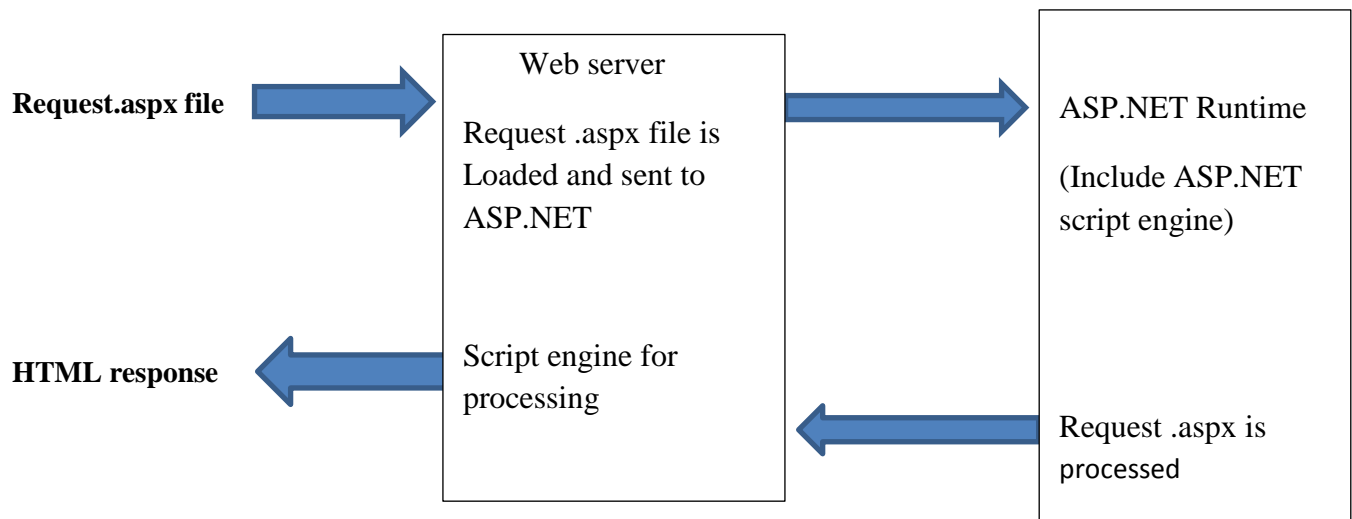 Request.aspx file
Web server
Request .aspx file is
Loaded and sent to
ASP.NET
Script engine for
processing
HTML response
ASP.NET Runtime
(Include ASP.NET
script engine)
Request .aspx is
processed